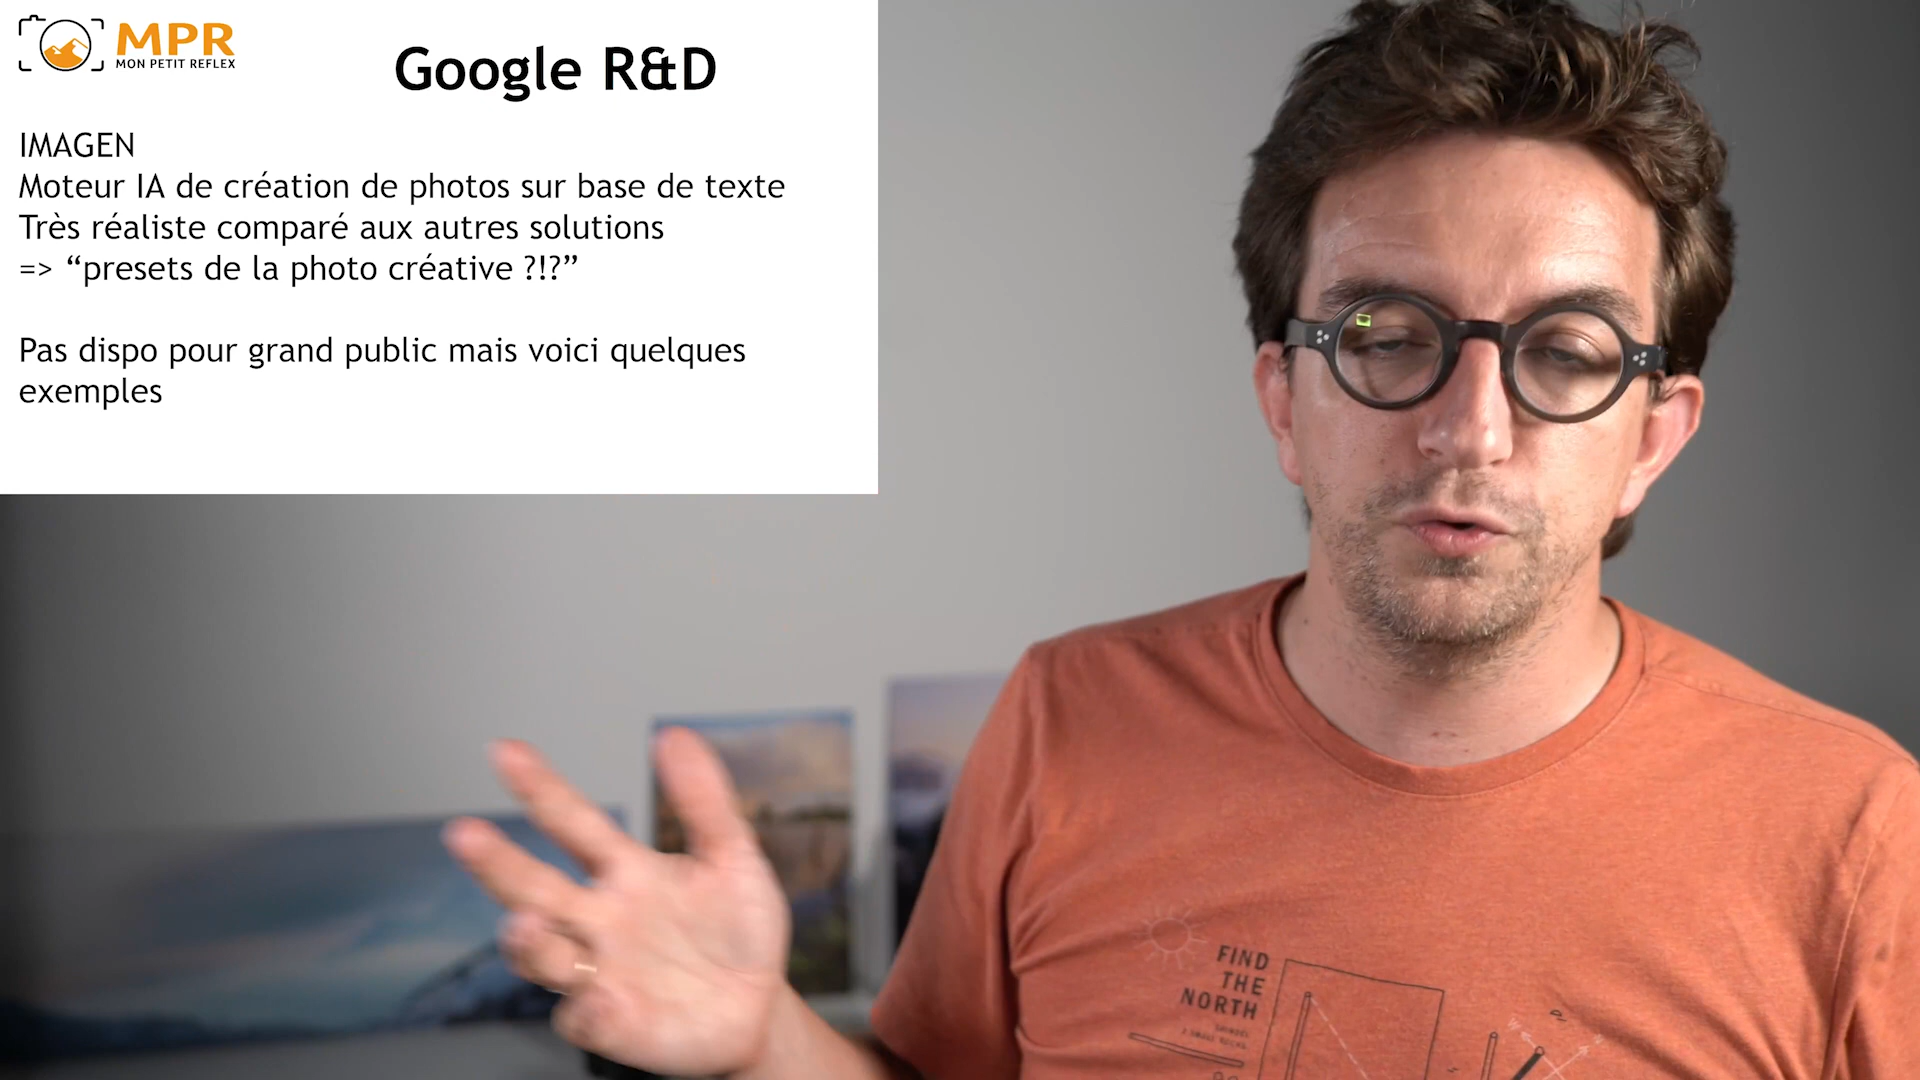 MPR
MON PETIT REFLEX
Google R&D
IMAGEN
Moteur IA de création de photos sur base de texte
Très réaliste comparé aux autres solutions
=> “presets de la photo créative ?!?”
Pas dispo pour grand public mais voici quelques
exemples
FIND
THE
NORTH